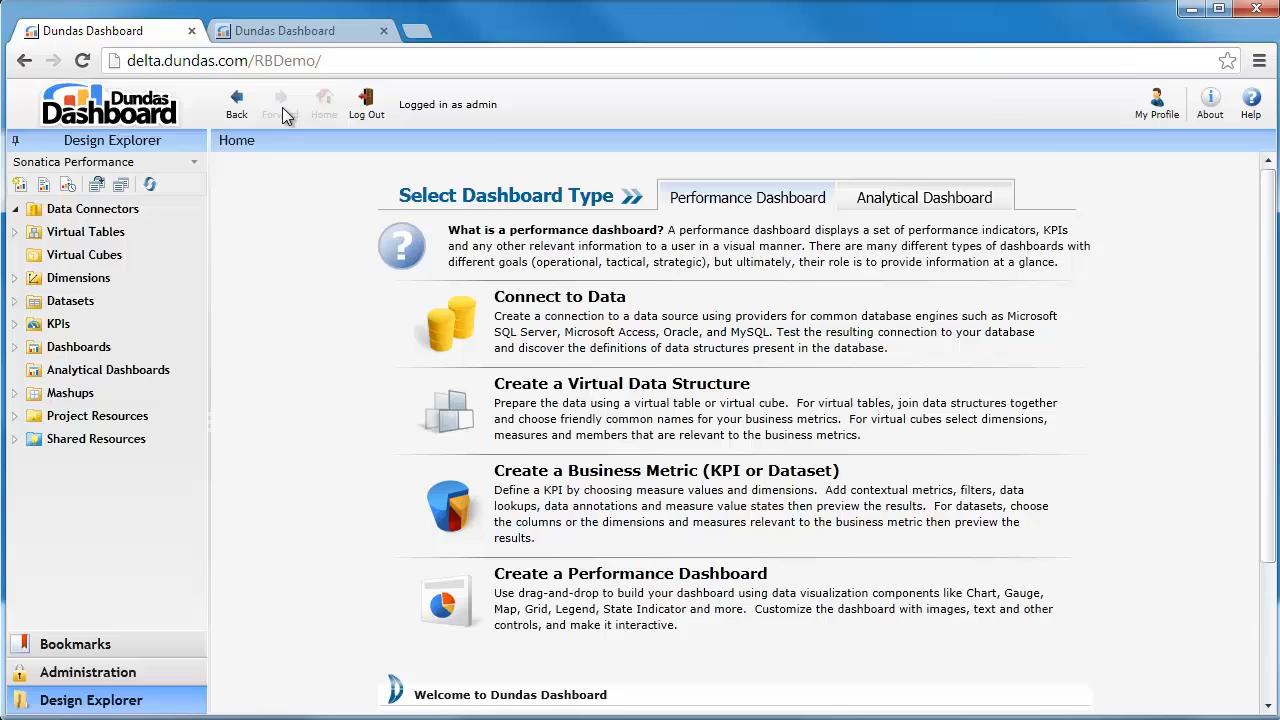 Dundas Dashboard
Dundas Dashboard
delta.dundas.com/RBDemo/
Dundas
Dashboard
Back
Forward
Home
Log Out
Logged in as admin
My Profile
About
Help
Design Explorer
Home
Sonatica Performance
Data Connectors
Virtual Tables
Virtual Cubes
Dimensions
Datasets
KPIs
Dashboards
Analytical Dashboards
Mashups
Project Resources
Shared Resources
Bookmarks
Administration
Design Explorer
Select Dashboard Type
Performance Dashboard
Analytical Dashboard
What is a performance dashboard? A performance dashboard displays a set of performance indicators, KPIs
and any other relevant information to a user in a visual manner. There are many different types of dashboards with
different goals (operational, tactical, strategic), but ultimately, their role is to provide information at a glance.
Connect to Data
Create a connection to a data source using providers for common database engines such as Microsoft
SQL Server, Microsoft Access, Oracle, and MySQL. Test the resulting connection to your database
and discover the definitions of data structures present in the database.
Create a Virtual Data Structure
Prepare the data using a virtual table or virtual cube. For virtual tables, join data structures together
and choose friendly common names for your business metrics. For virtual cubes select dimensions,
measures and members that are relevant to the business metrics.
Create a Business Metric (KPI or Dataset)
Define a KPI by choosing measure values and dimensions. Add contextual metrics, filters, data
lookups, data annotations and measure value states then preview the results. For datasets, choose
the columns or the dimensions and measures relevant to the business metric then preview the
results.
Create a Performance Dashboard
Use drag-and-drop to build your dashboard using data visualization components like Chart, Gauge,
Map, Grid, Legend, State Indicator and more. Customize the dashboard with images, text and other
controls, and make it interactive.
Welcome to Dundas Dashboard